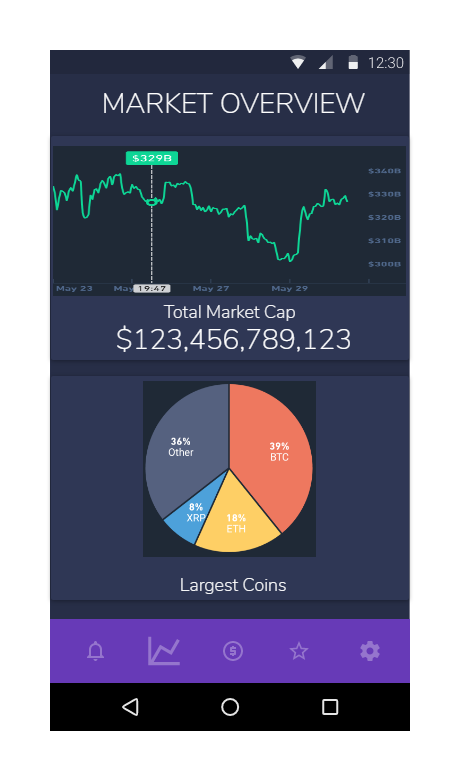 12:30
MARKET OVERVIEW
$329B
$340B
$330B
$320B
$310B
$300B
May 23 May 19:47 May 27 May 29
Total Market Cap
$123,456,789,123
36%
Other
39%
BTC
8%
XRP
18%
ETH
Largest Coins